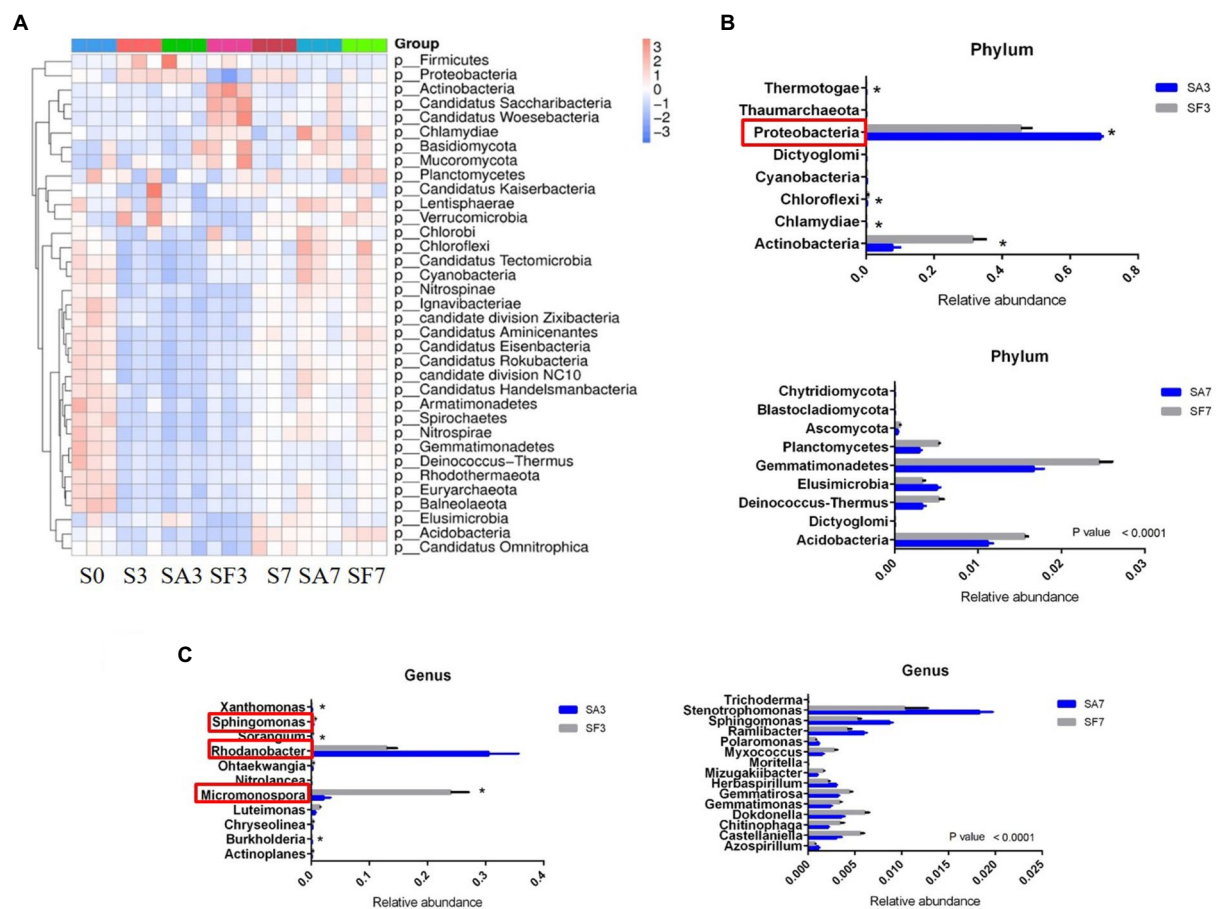 A
Group
3
2
1
0
−1
−2
−3
p__Firmicutes
p__Proteobacteria
p__Actinobacteria
p__Candidatus Saccharibacteria
p__Candidatus Woesebacteria
p__Chlamydiae
p__Basidiomycota
p__Mucoromycota
p__Planctomycetes
p__Candidatus Kaiserbacteria
p__Lentisphaerae
p__Verrucomicrobia
p__Chlorobi
p__Chloroflexi
p__Candidatus Tectomicrobia
p__Cyanobacteria
p__Nitrospinae
p__Ignavibacteriae
p__candidate division Zixibacteria
p__Candidatus Aminicenantes
p__Candidatus Eisenbacteria
p__Candidatus Rokubacteria
p__candidate division NC10
p__Candidatus Handelsmanbacteria
p__Armatimonadetes
p__Spirochaetes
p__Nitrospirae
p__Gemmatimonadetes
p__Deinococcus−Thermus
p__Rhodothermaeota
p__Euryarchaeota
p__Balneolaeota
p__Elusimicrobia
p__Acidobacteria
p__Candidatus Omnitrophica
S0 S3 SA3 SF3 S7 SA7 SF7
B
Phylum
SA3
SF3
Thermotogae *
Thaumarchaeota
Proteobacteria *
Dictyoglomi
Cyanobacteria
Chloroflexi *
Chlamydiae *
Actinobacteria *
0.0 0.2 0.4 0.6 0.8
Relative abundance
Phylum
SA7
SF7
Chytridiomycota
Blastocladiomycota
Ascomycota
Planctomycetes
Gemmatimonadetes
Elusimicrobia
Deinococcus-Thermus
Dictyoglomi
Acidobacteria
P value < 0.0001
0.00 0.01 0.02 0.03
Relative abundance
C
Genus
SA3
SF3
Xanthomonas *
Sphingomonas
Sorangium *
Rhodanobacter
Ohtaekwangia
Nitrolancea
Micromonospora *
Luteimonas
Chryseolinea
Burkholderia *
Actinoplanes
0.0 0.1 0.2 0.3 0.4
Relative abundance
Genus
SA7
SF7
Trichoderma
Stenotrophomonas
Sphingomonas
Ramlibacter
Polaromonas
Myxococcus
Moritella
Mizugakiibacter
Herbaspirillum
Gemmatirosa
Gemmatimonas
Dokdonella
Chitinophaga
Castellaniella
Azospirillum
P value < 0.0001
0.000 0.005 0.010 0.015 0.020 0.025
Relative abundance